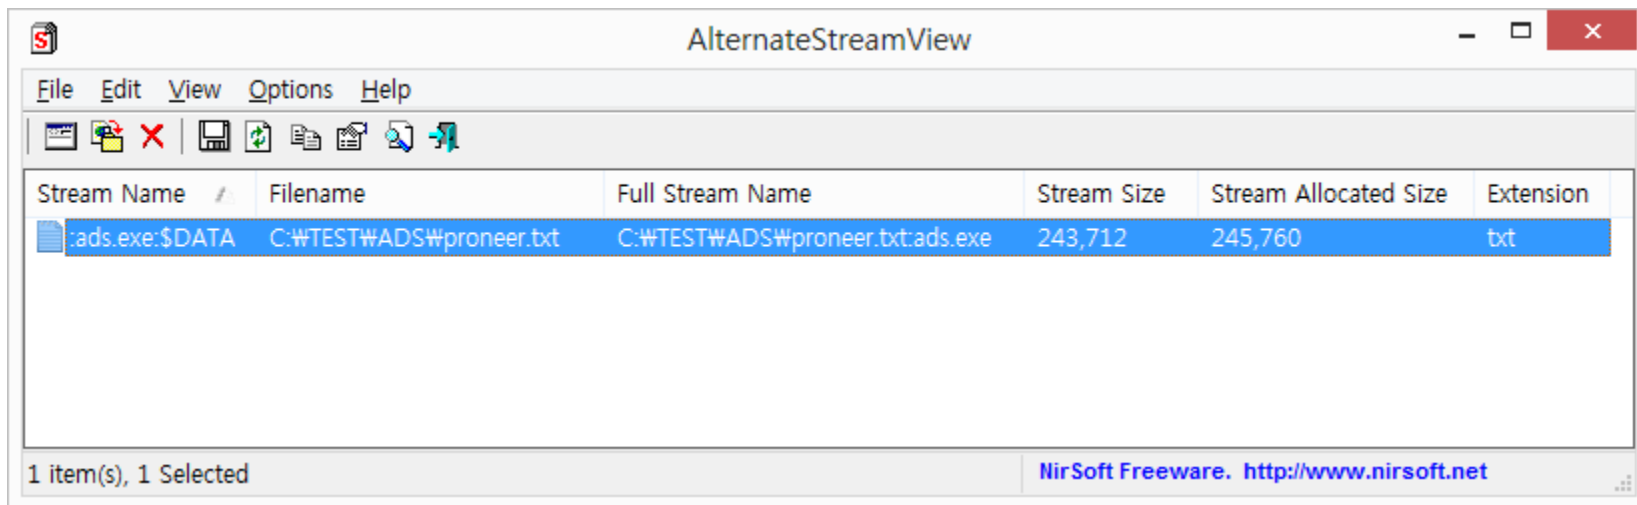 AlternateStreamView
File Edit View Options Help
Stream Name Filename Full Stream Name Stream Size Stream Allocated Size Extension
:ads.exe:$DATA C:₩TEST₩ADS₩proneer.txt C:₩TEST₩ADS₩proneer.txt:ads.exe 243,712 245,760 txt
1 item(s), 1 Selected NirSoft Freeware. http://www.nirsoft.net